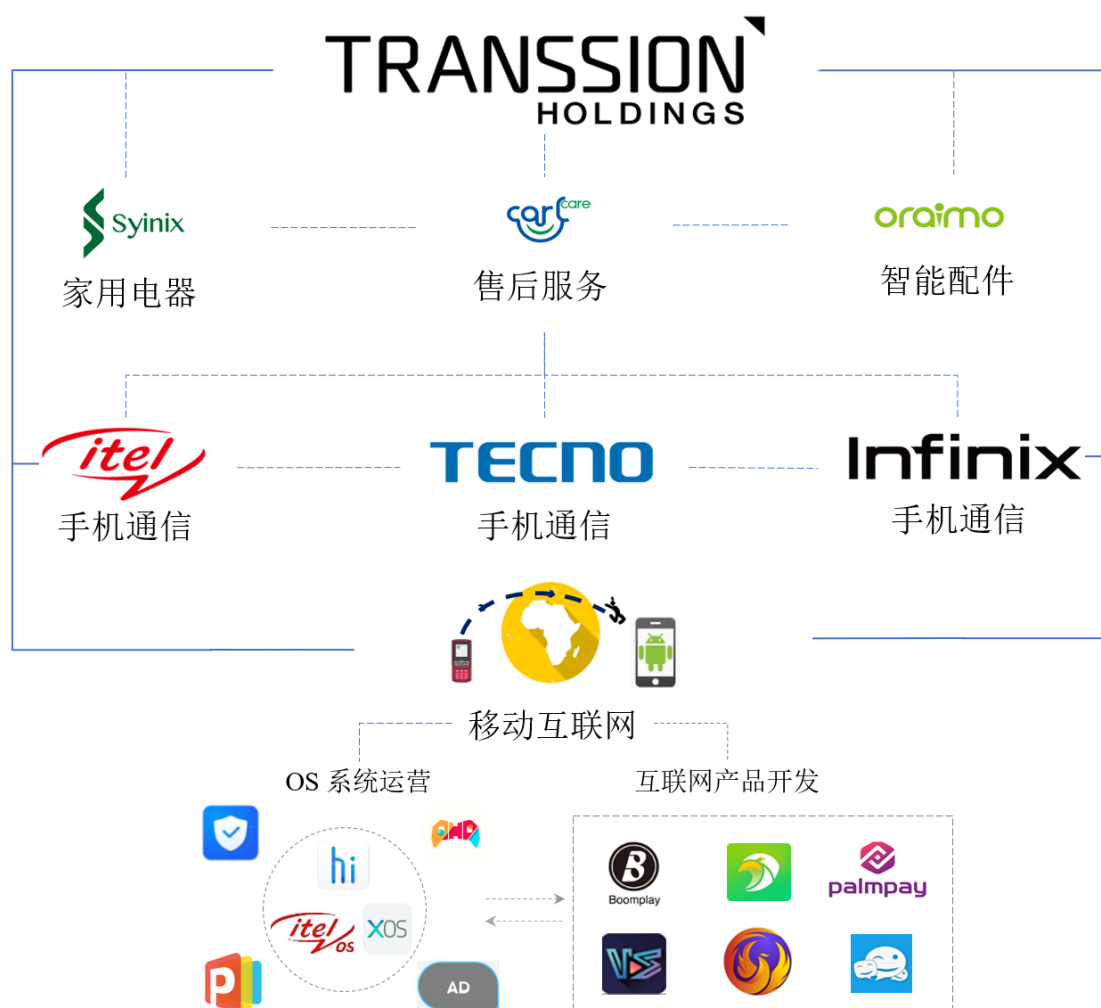 TRANSSION
HOLDINGS
Syinix
carl care
oraimo
家用电器
售后服务
智能配件
itel
TECNO
Infinix
手机通信
手机通信
手机通信
移动互联网
OS 系统运营
互联网产品开发
hi
itel OS
XOS
P
AD
B
Boomplay
palmpay
VS